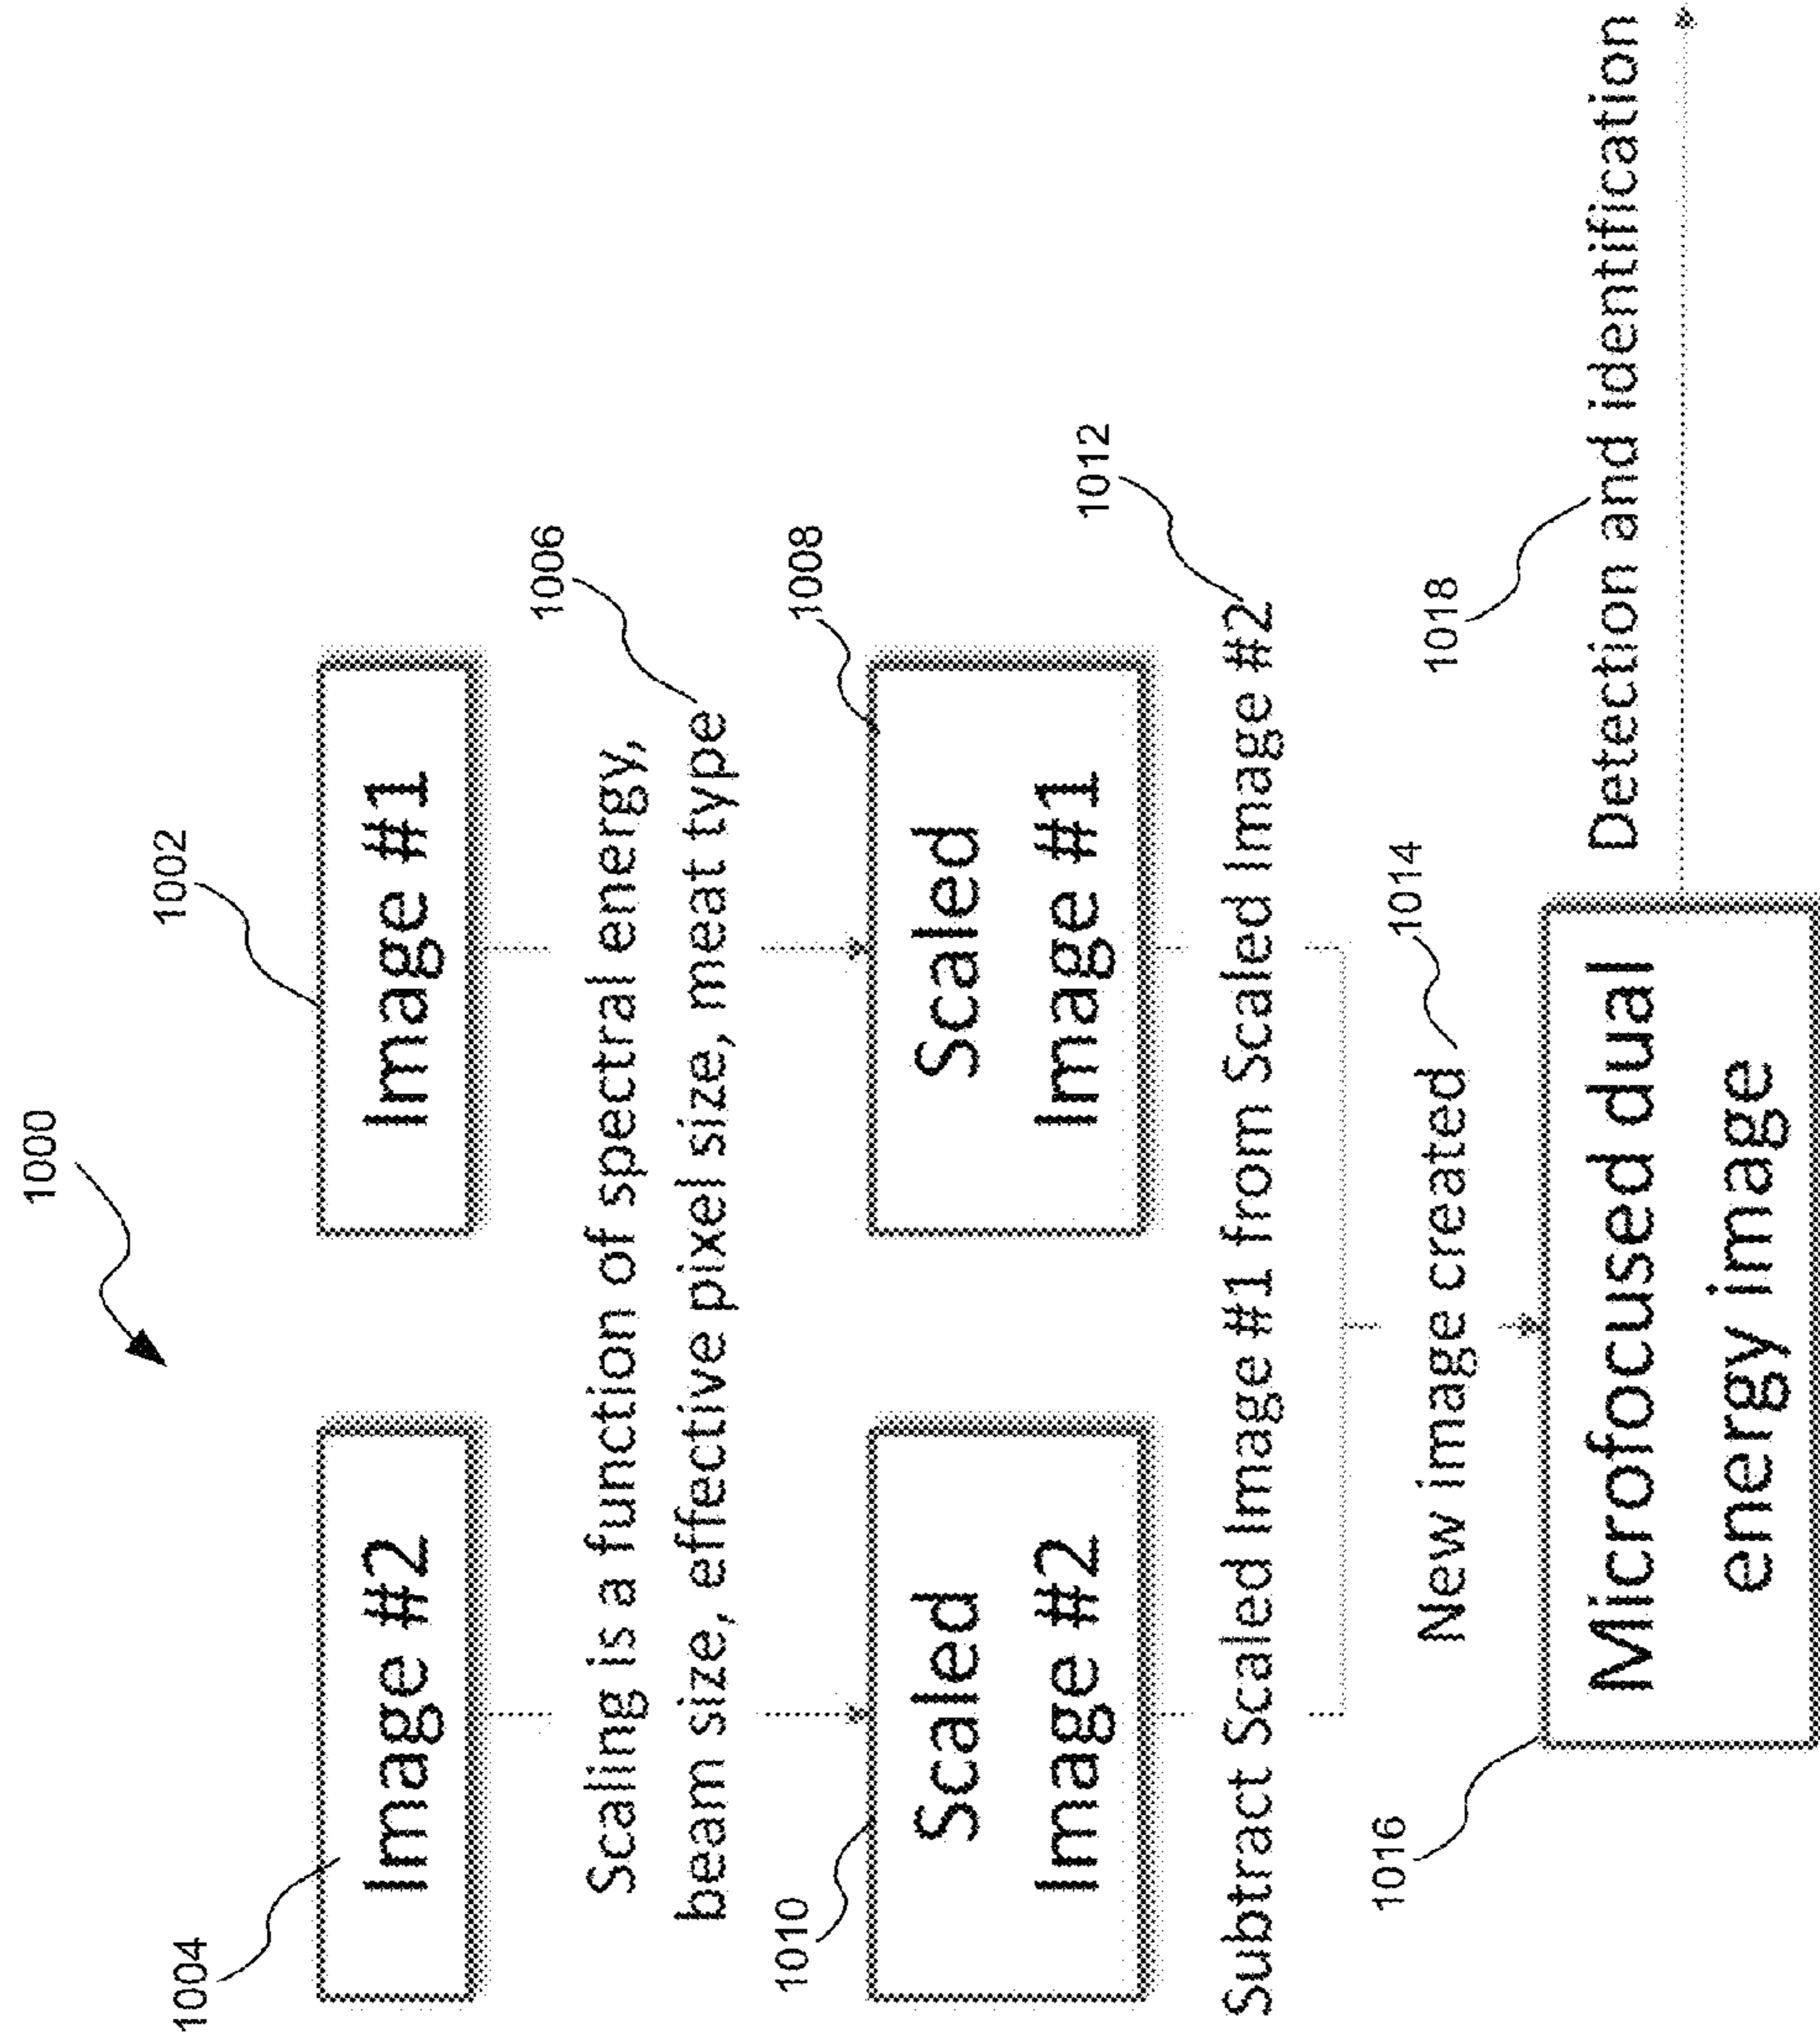 1000
1004
1002
Image #2
Image #1
Scaling is a function of spectral energy,
beam size, effective pixel size, meat type
1006
1010
1008
Scaled
Image #2
Scaled
Image #1
Subtract Scaled Image #1 from Scaled Image #2
1012
New image created
1014
1016
1018
Microfocused dual
energy image
Detection and identification